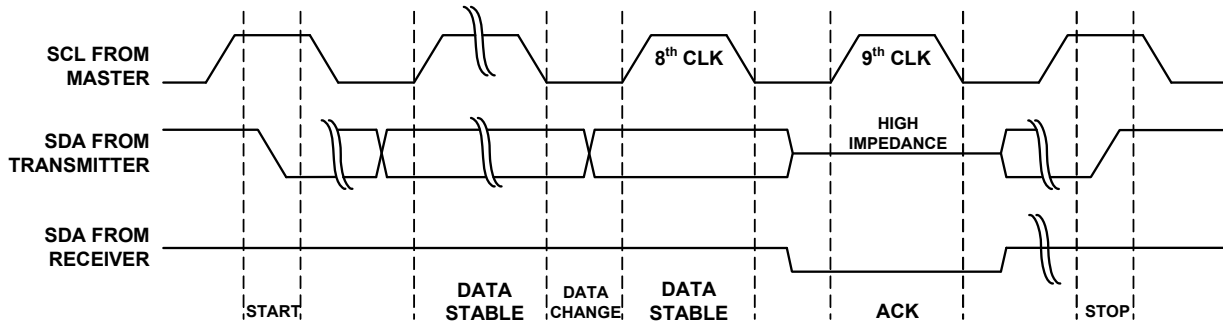 SCL FROM
MASTER
8th CLK
9th CLK
SDA FROM
TRANSMITTER
HIGH
IMPEDANCE
SDA FROM
RECEIVER
START
DATA
STABLE
DATA
CHANGE
DATA
STABLE
ACK
STOP